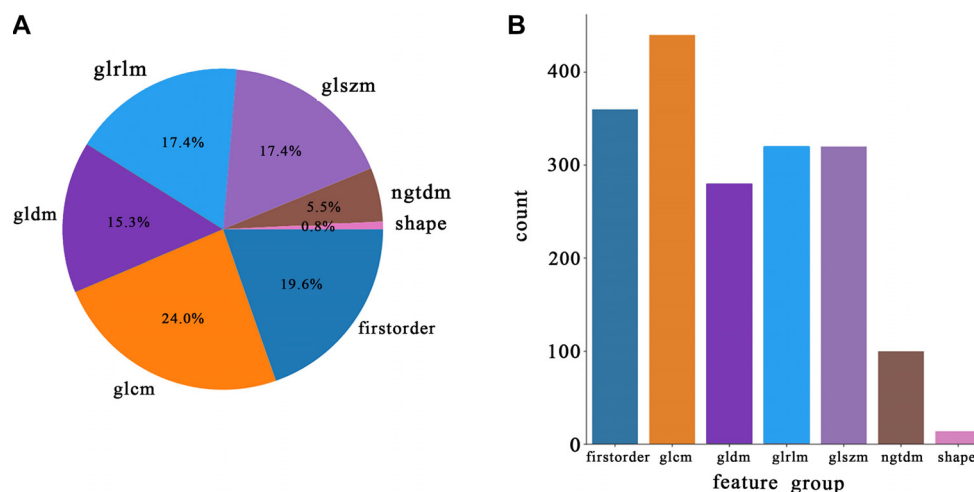 A
glrlm
glszm
17.4%
17.4%
ngtdm
5.5%
gldm
15.3%
shape
0.8%
19.6%
24.0%
firstorder
glcm
B
400
300
200
100
0
count
firstorder glcm gldm glrlm glszm ngtdm shape
feature group